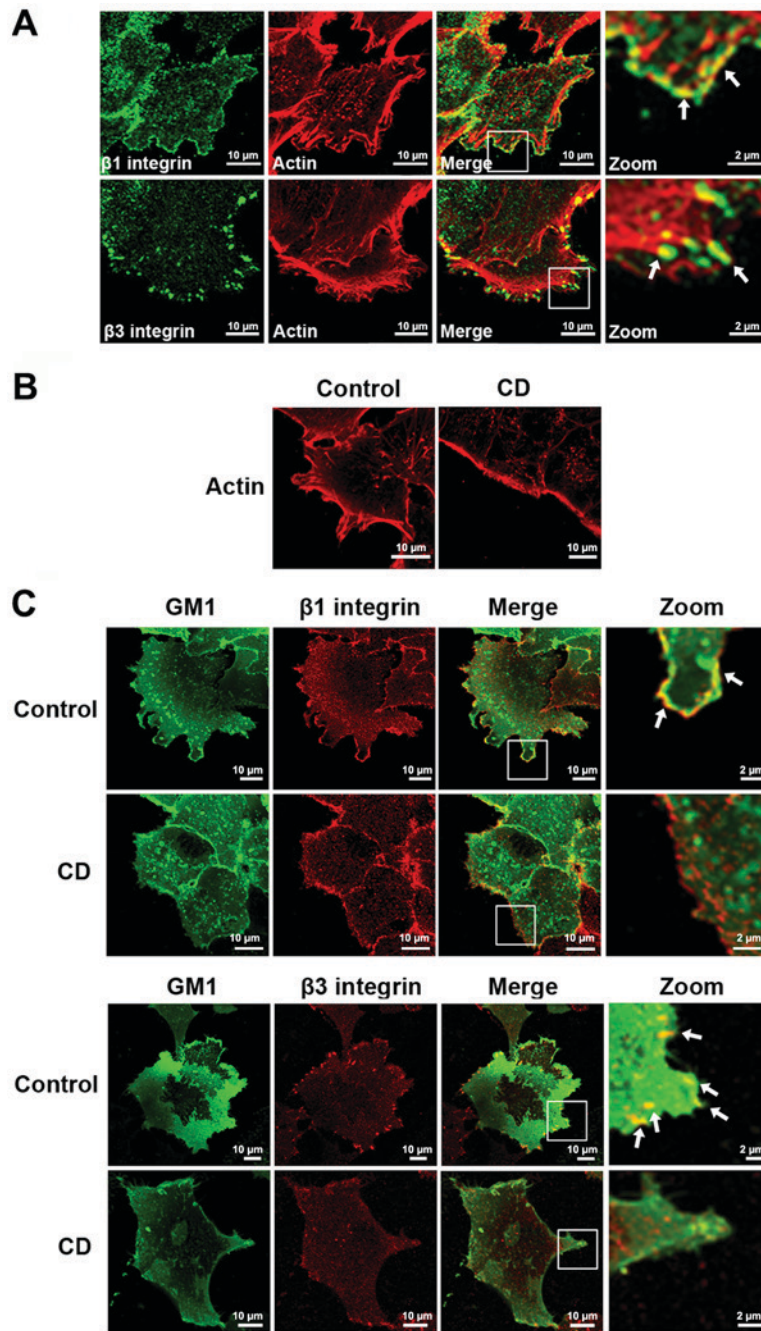 A
β1 integrin 10 µm Actin 10 µm Merge 10 µm Zoom 2 µm
β3 integrin 10 µm Actin 10 µm Merge 10 µm Zoom 2 µm
B
Control CD
Actin 10 µm 10 µm
C
GM1 β1 integrin Merge Zoom
Control 10 µm 10 µm 10 µm 2 µm
CD 10 µm 10 µm 10 µm 2 µm
GM1 β3 integrin Merge Zoom
Control 10 µm 10 µm 10 µm 2 µm
CD 10 µm 10 µm 10 µm 2 µm